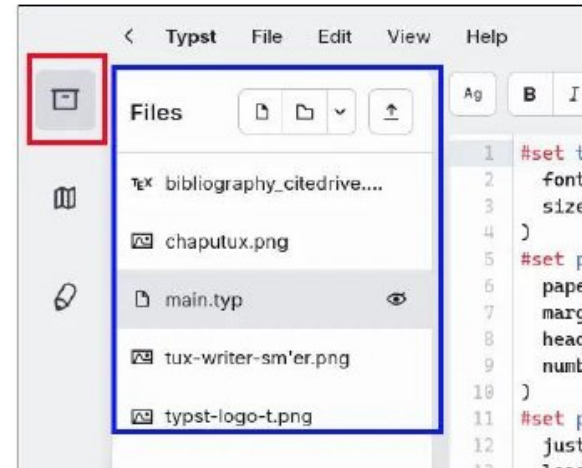 Typst File Edit View Help
Files
Ag B I
TEX bibliography_citedrive....
chaputux.png
main.typ
tux-writer-sm'er.png
typst-logo-t.png
1 #set t
2 font
3 size
4 )
5 #set p
6 pape
7 marg
8 head
9 numb
10 )
11 #set p
12 just